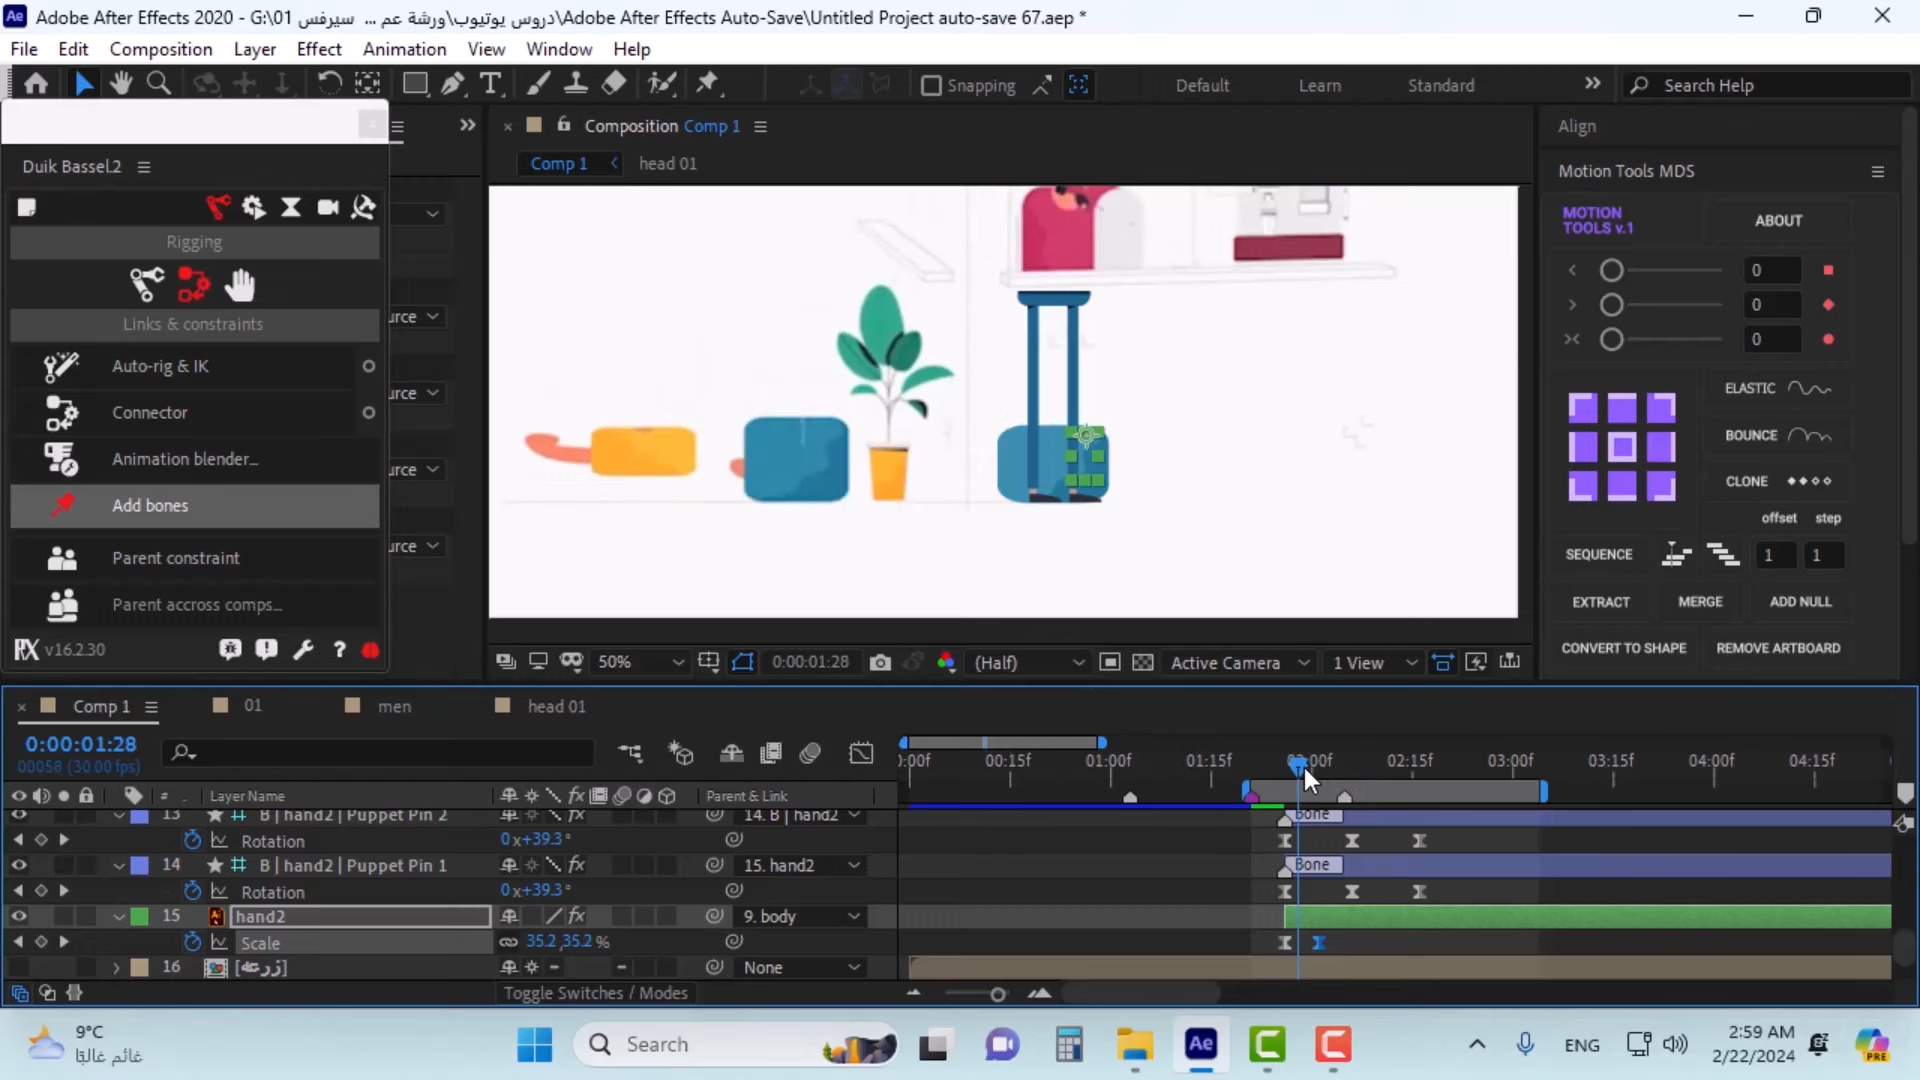 Adobe After Effects 2020 - G:\01 سيرفس ... دروس يوتيوب\ورشة عم\Adobe After Effects Auto-Save\Untitled Project auto-save 67.aep *
File Edit Composition Layer Effect Animation View Window Help
Snapping Default Learn Standard Search Help
Duik Bassel.2
Rigging
Links & constraints
Auto-rig & IK
Connector
Animation blender...
Add bones
Parent constraint
Parent accross comps...
v16.2.30
urce
urce
urce
urce
Composition Comp 1
Comp 1 head 01
50% 0:00:01:28 (Half) Active Camera 1 View
Align
Motion Tools MDS
MOTION TOOLS v.1 ABOUT
0
0
0
ELASTIC
BOUNCE
CLONE
offset step
SEQUENCE 1 1
EXTRACT MERGE ADD NULL
CONVERT TO SHAPE REMOVE ARTBOARD
Comp 1 01 men head 01
0:00:01:28
00058 (30.00 fps)
:00f 00:15f 01:00f 01:15f 02:00f 02:15f 03:00f 03:15f 04:00f 04:15f
# Layer Name Parent & Link
13 B | hand2 | Puppet Pin 2 14. B | hand2 Bone
Rotation 0x+39.3°
14 B | hand2 | Puppet Pin 1 15. hand2 Bone
Rotation 0x+39.3°
15 hand2 9. body
Scale 35.2,35.2 %
16 None
Toggle Switches / Modes
9°C
غائم غالبًا
Search
ENG
2:59 AM
2/22/2024
PRE